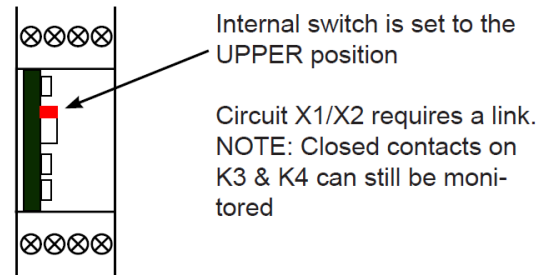 Internal switch is set to the
UPPER position
Circuit X1/X2 requires a link.
NOTE: Closed contacts on
K3 & K4 can still be moni-
tored